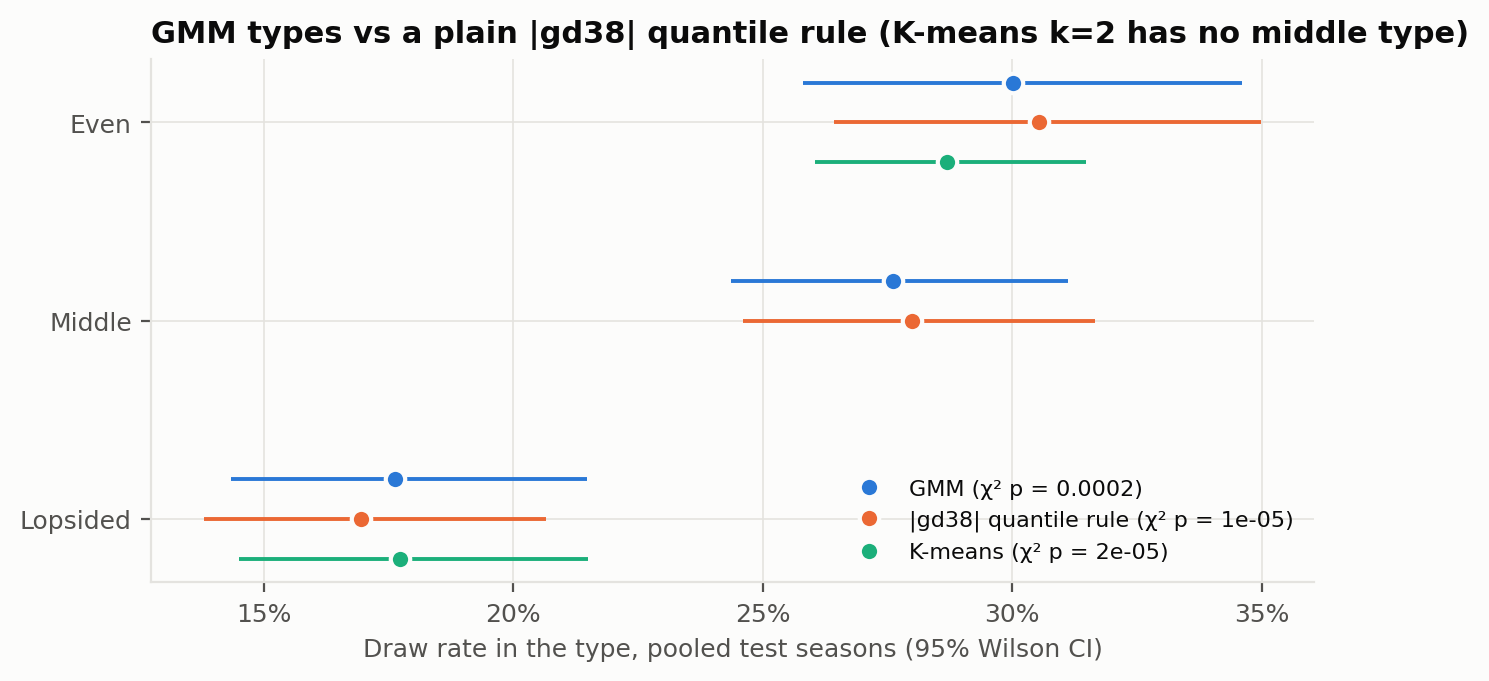 GMM types vs a plain |gd38| quantile rule (K-means k=2 has no middle type)
Even
Middle
Lopsided
GMM (χ² p = 0.0002)
|gd38| quantile rule (χ² p = 1e-05)
K-means (χ² p = 2e-05)
15% 20% 25% 30% 35%
Draw rate in the type, pooled test seasons (95% Wilson CI)